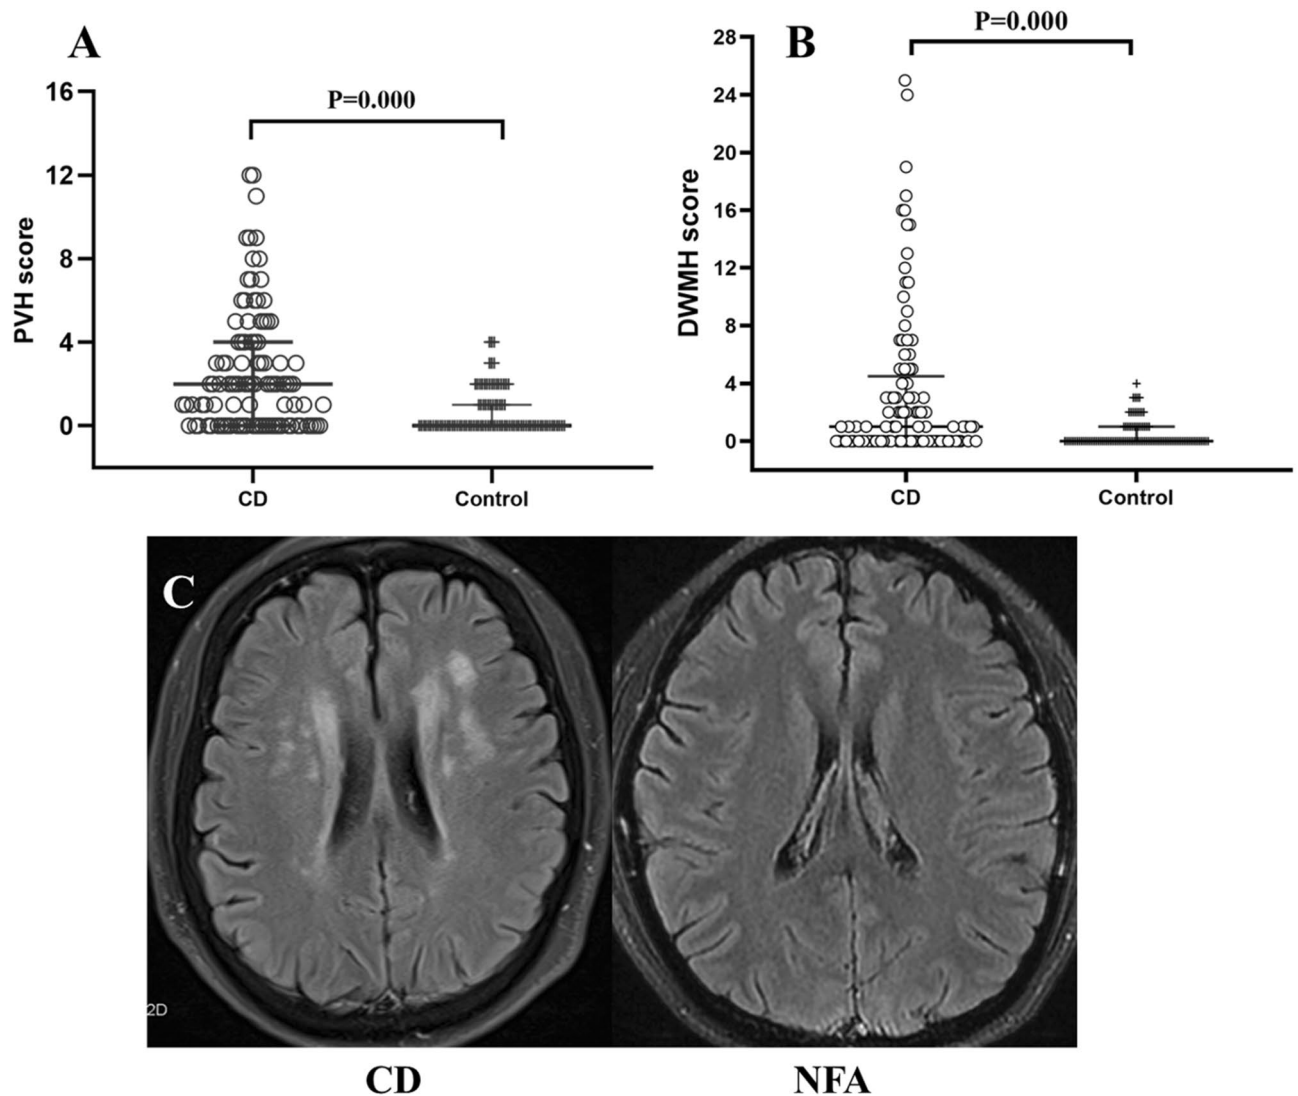 A
P=0.000
PVH score
16
12
8
4
0
CD
Control
B
P=0.000
DWMH score
28
24
20
16
12
8
4
0
CD
Control
C
2D
CD
NFA